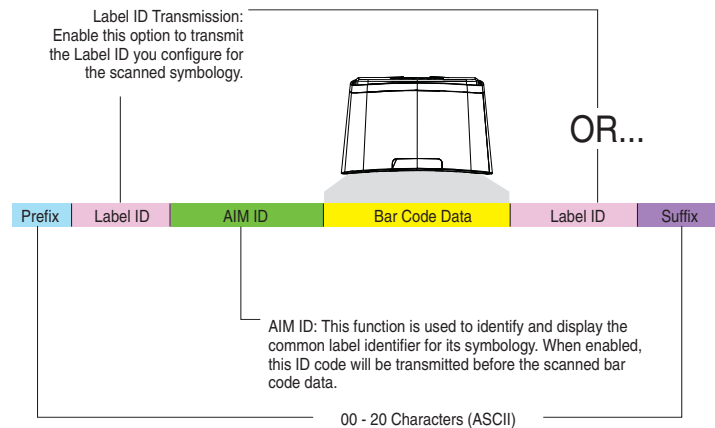 Label ID Transmission:
Enable this option to transmit
the Label ID you configure for
the scanned symbology.
OR...
Prefix
Label ID
AIM ID
Bar Code Data
Label ID
Suffix
AIM ID: This function is used to identify and display the
common label identifier for its symbology. When enabled,
this ID code will be transmitted before the scanned bar
code data.
00 - 20 Characters (ASCII)